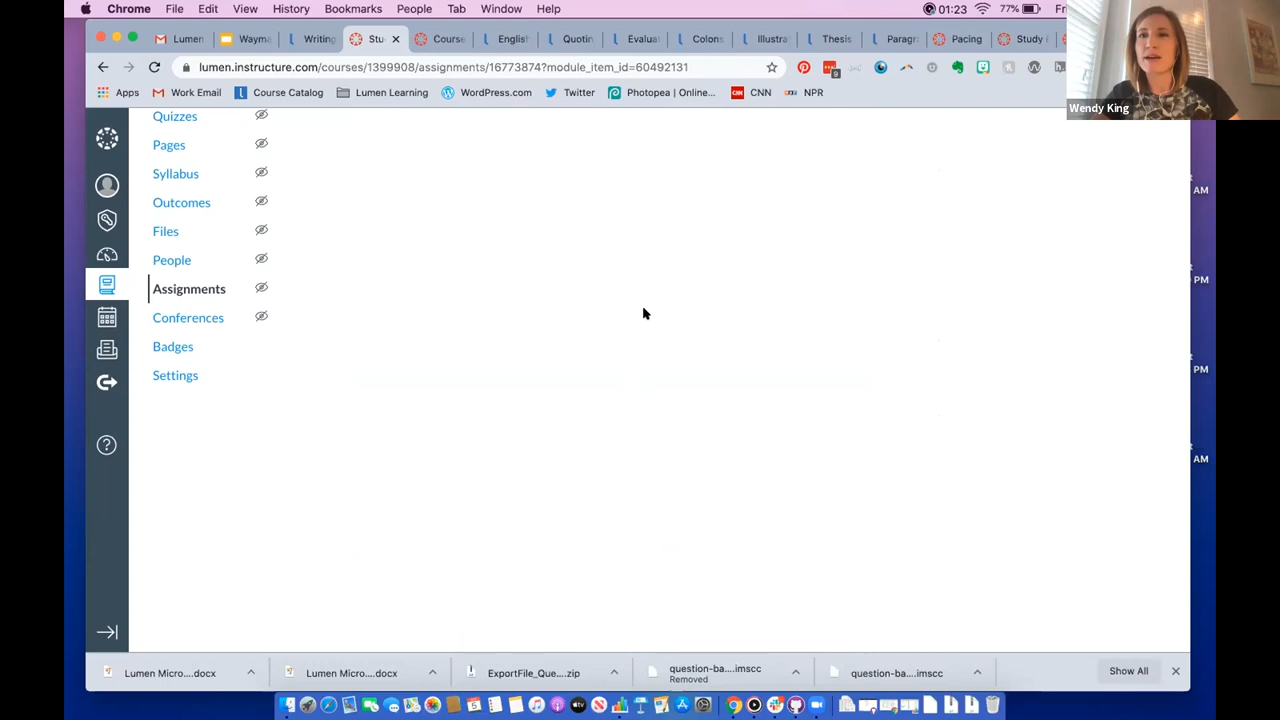 Chrome File Edit View History Bookmarks People Tab Window Help 01:23 77% Fr
Lumen Wayma Writing Stu Course English Quotin Evaluat Colons Illustra Thesis Paragr Pacing Study
lumen.instructure.com/courses/1399908/assignments/16773874?module_item_id=60492131
9
Apps Work Email Course Catalog Lumen Learning WordPress.com Twitter Photopea | Online... CNN NPR
Wendy King
Quizzes
Pages
Syllabus
Outcomes
Files
People
Assignments
Conferences
Badges
Settings
t
AM
t
PM
t
PM
t
AM
Lumen Micro....docx Lumen Micro....docx ExportFile_Que....zip question-ba....imscc question-ba....imscc Show All
Removed